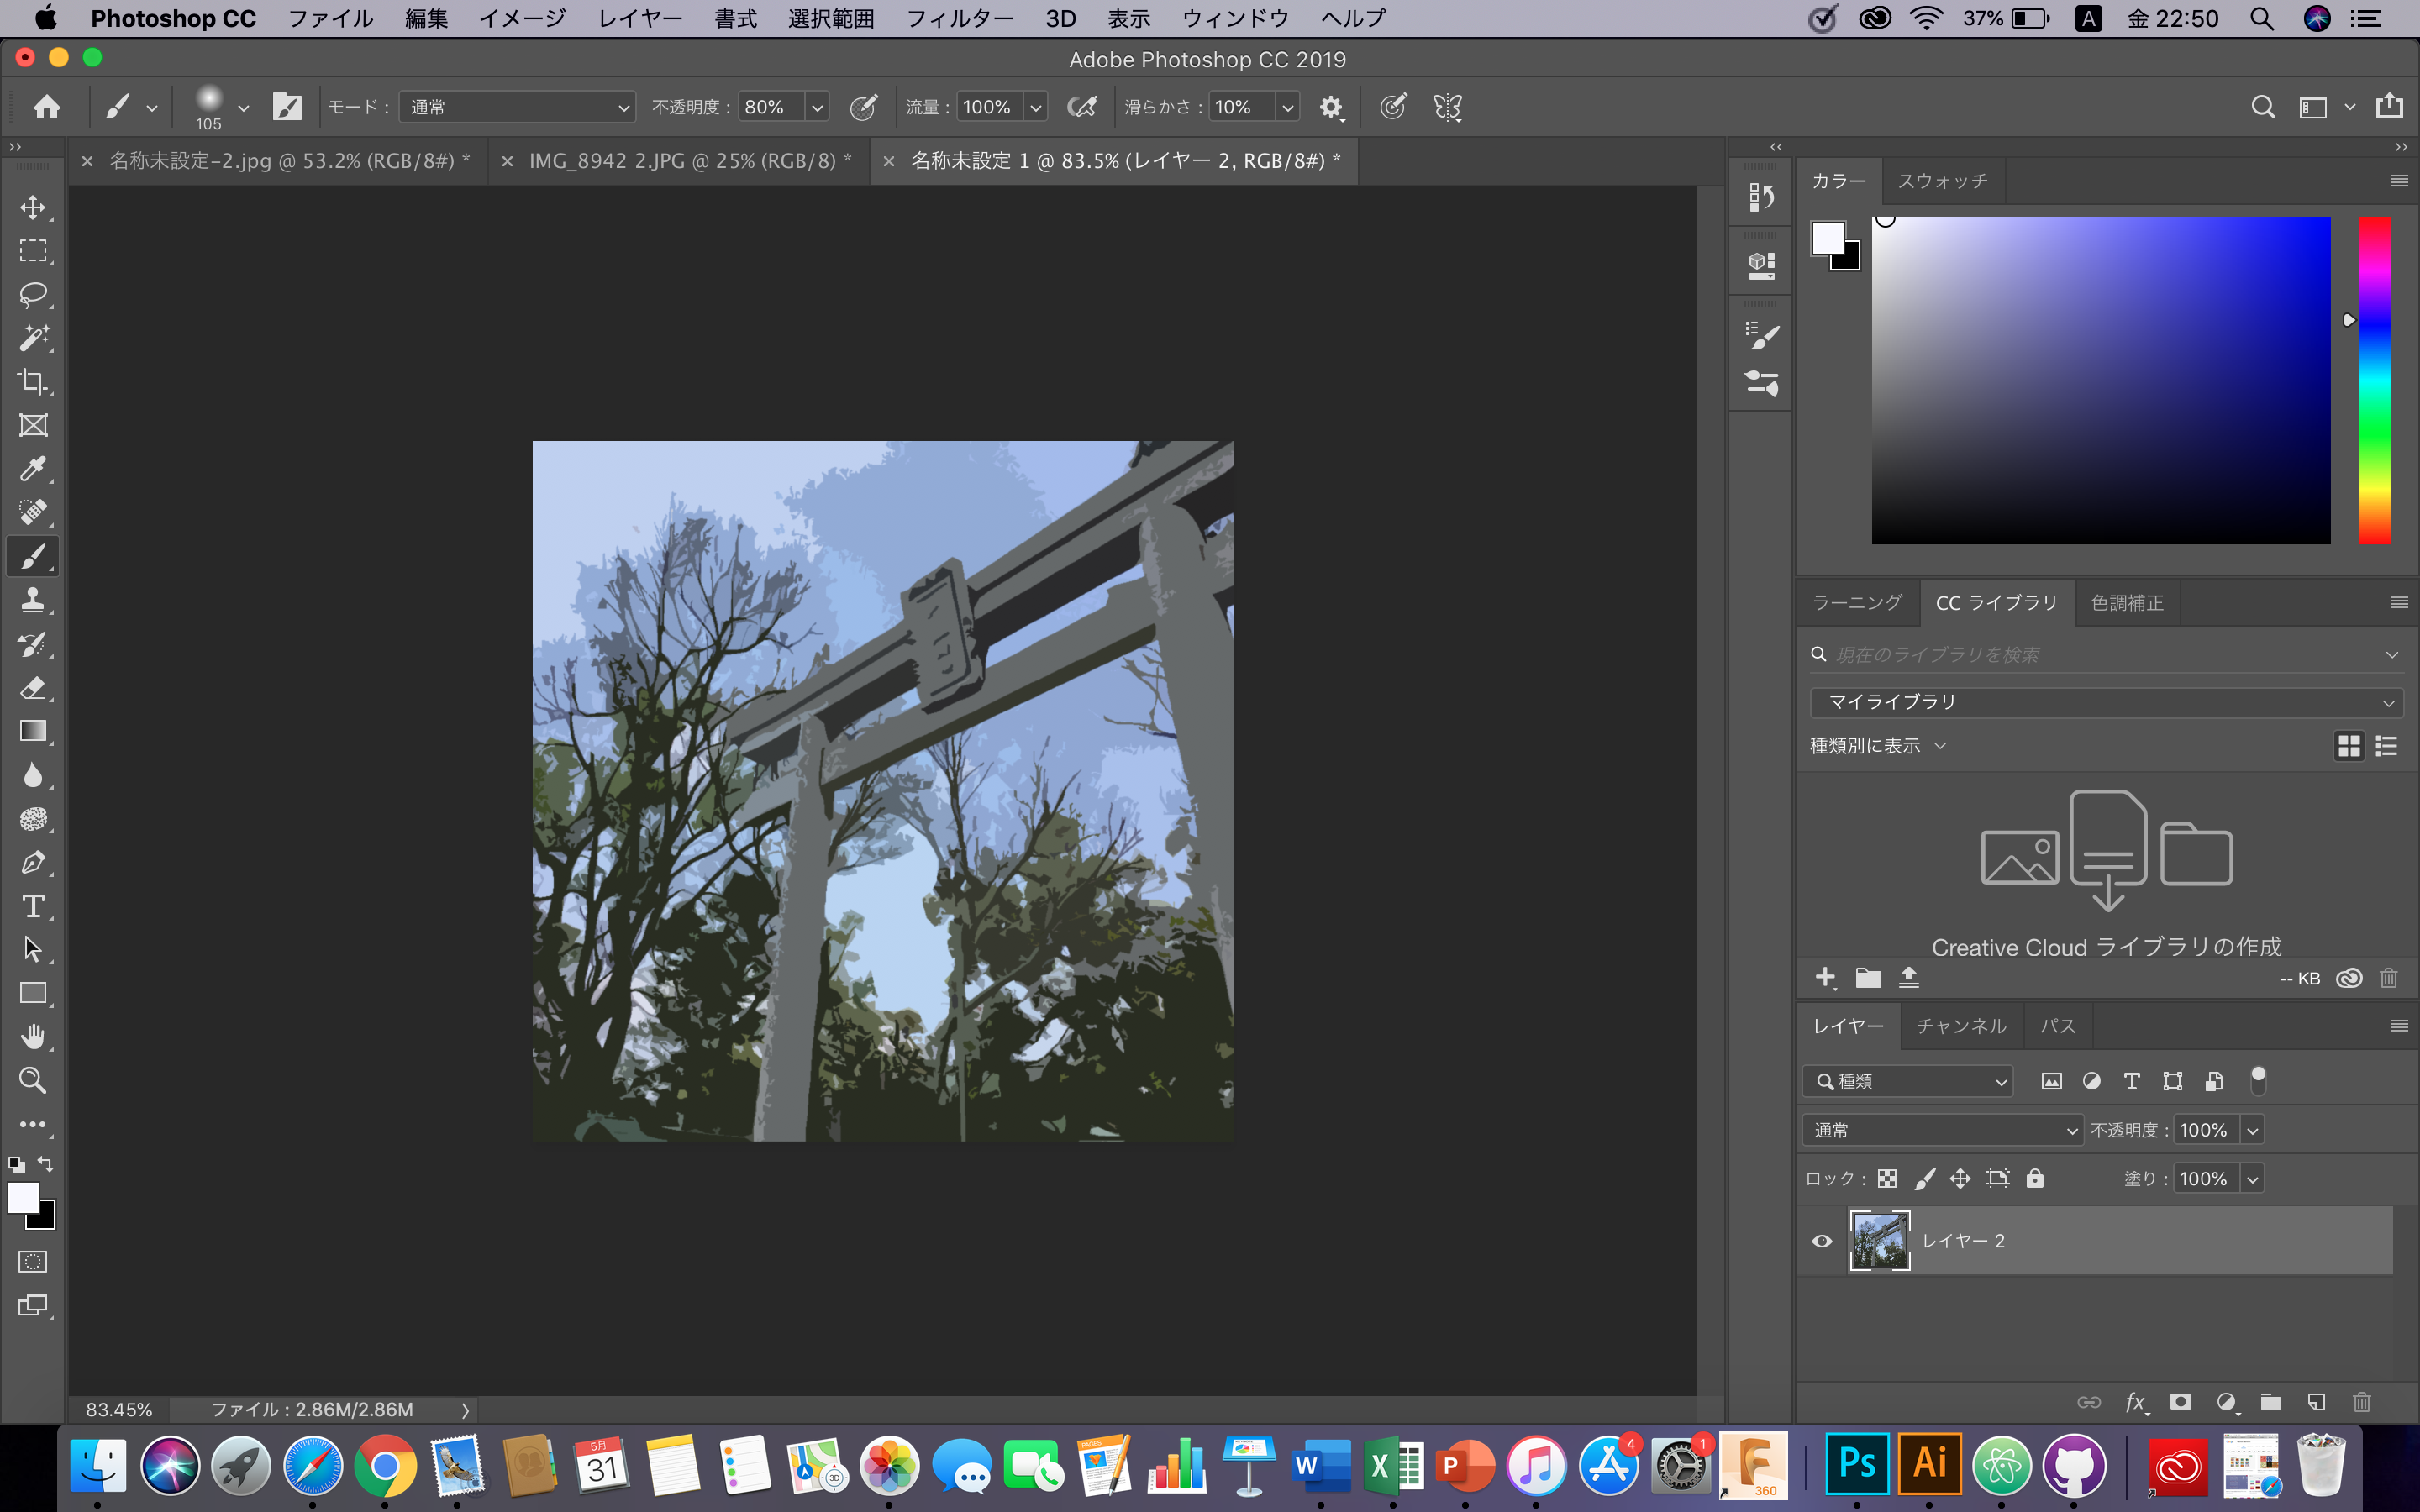 Photoshop CC ファイル 編集 イメージ レイヤー 書式 選択範囲 フィルター 3D 表示 ウィンドウ ヘルプ 37% A 金 22:50
Adobe Photoshop CC 2019
105 モード : 通常 不透明度 : 80% 流量 : 100% 滑らかさ : 10%
名称未設定-2.jpg @ 53.2% (RGB/8#) *
IMG_8942 2.JPG @ 25% (RGB/8) *
名称未設定 1 @ 83.5% (レイヤー 2, RGB/8#) *
カラー スウォッチ
ラーニング CC ライブラリ 色調補正
現在のライブラリを検索
マイライブラリ
種類別に表示
Creative Cloud ライブラリの作成
-- KB
レイヤー チャンネル パス
種類
通常 不透明度 : 100%
ロック : 塗り : 100%
レイヤー 2
fx
83.45% ファイル : 2.86M/2.86M
5月
31
3D
PAGES
W
X
P
4
1
F
360
Ps
Ai